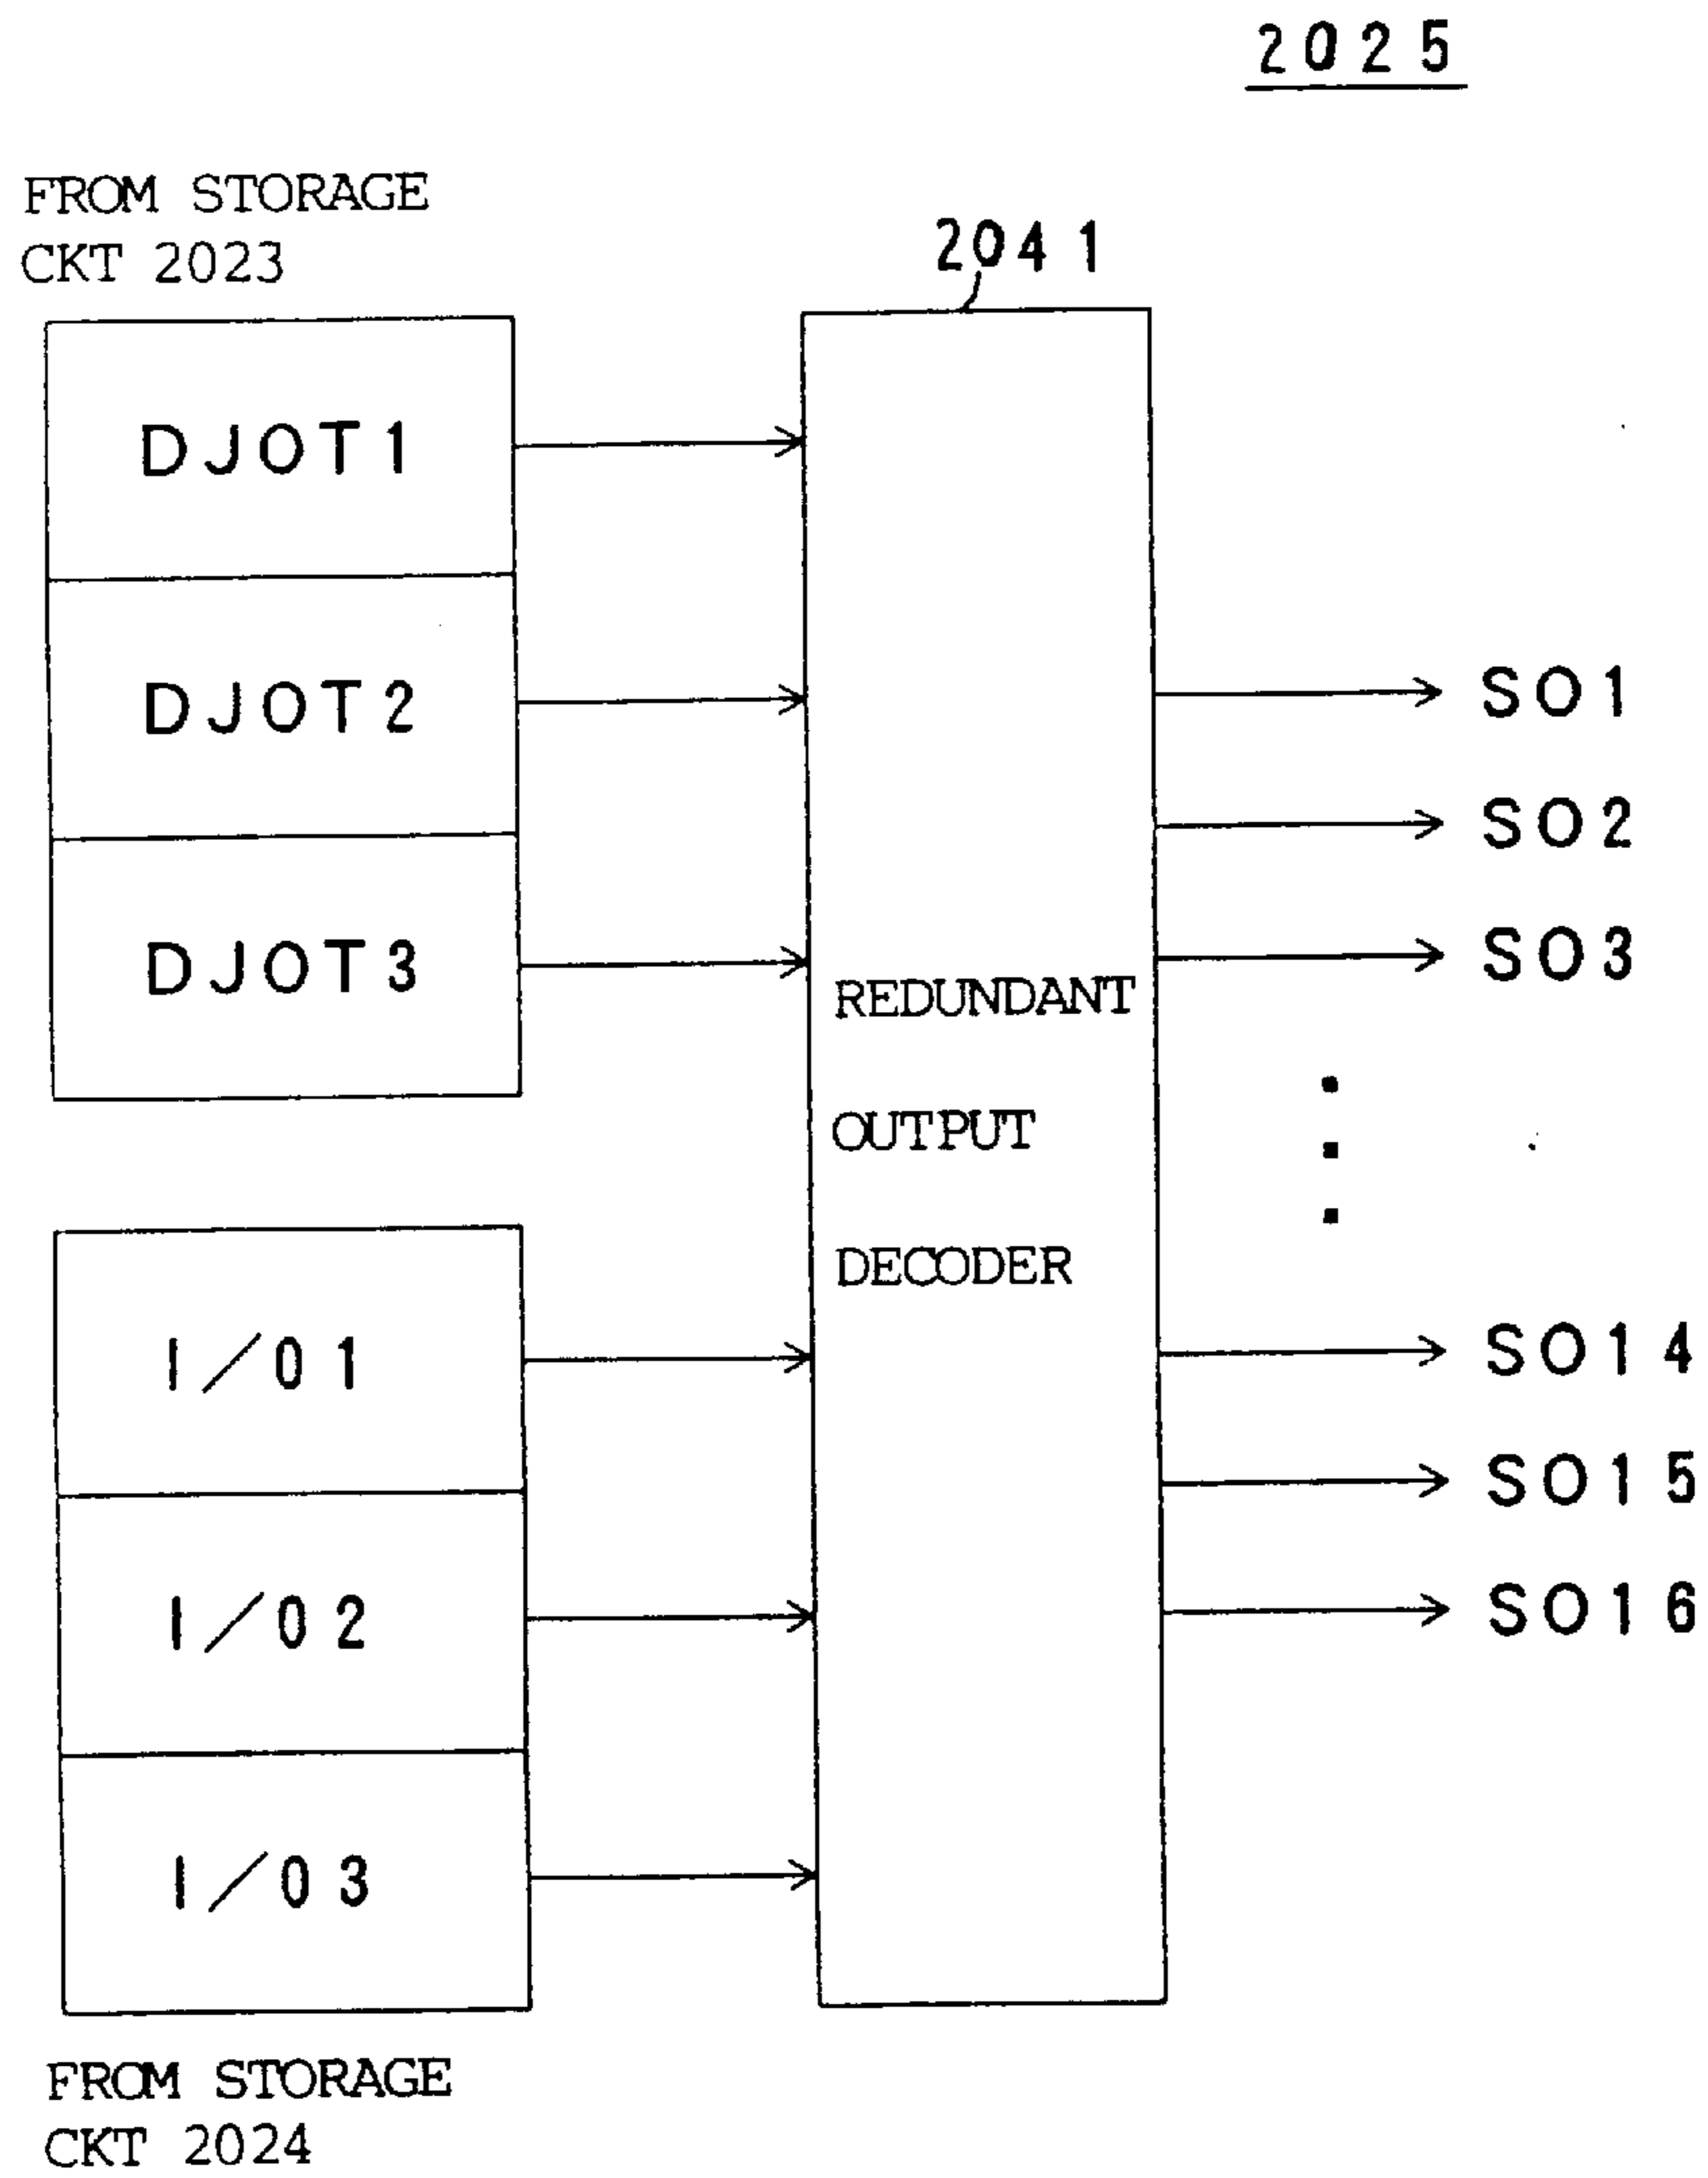 2025
FROM STORAGE
CKT 2023
2041
DJOT1
DJOT2
DJOT3
SO1
SO2
SO3
REDUNDANT
OUTPUT
DECODER
I/O1
I/O2
I/O3
SO14
SO15
SO16
FROM STORAGE
CKT 2024